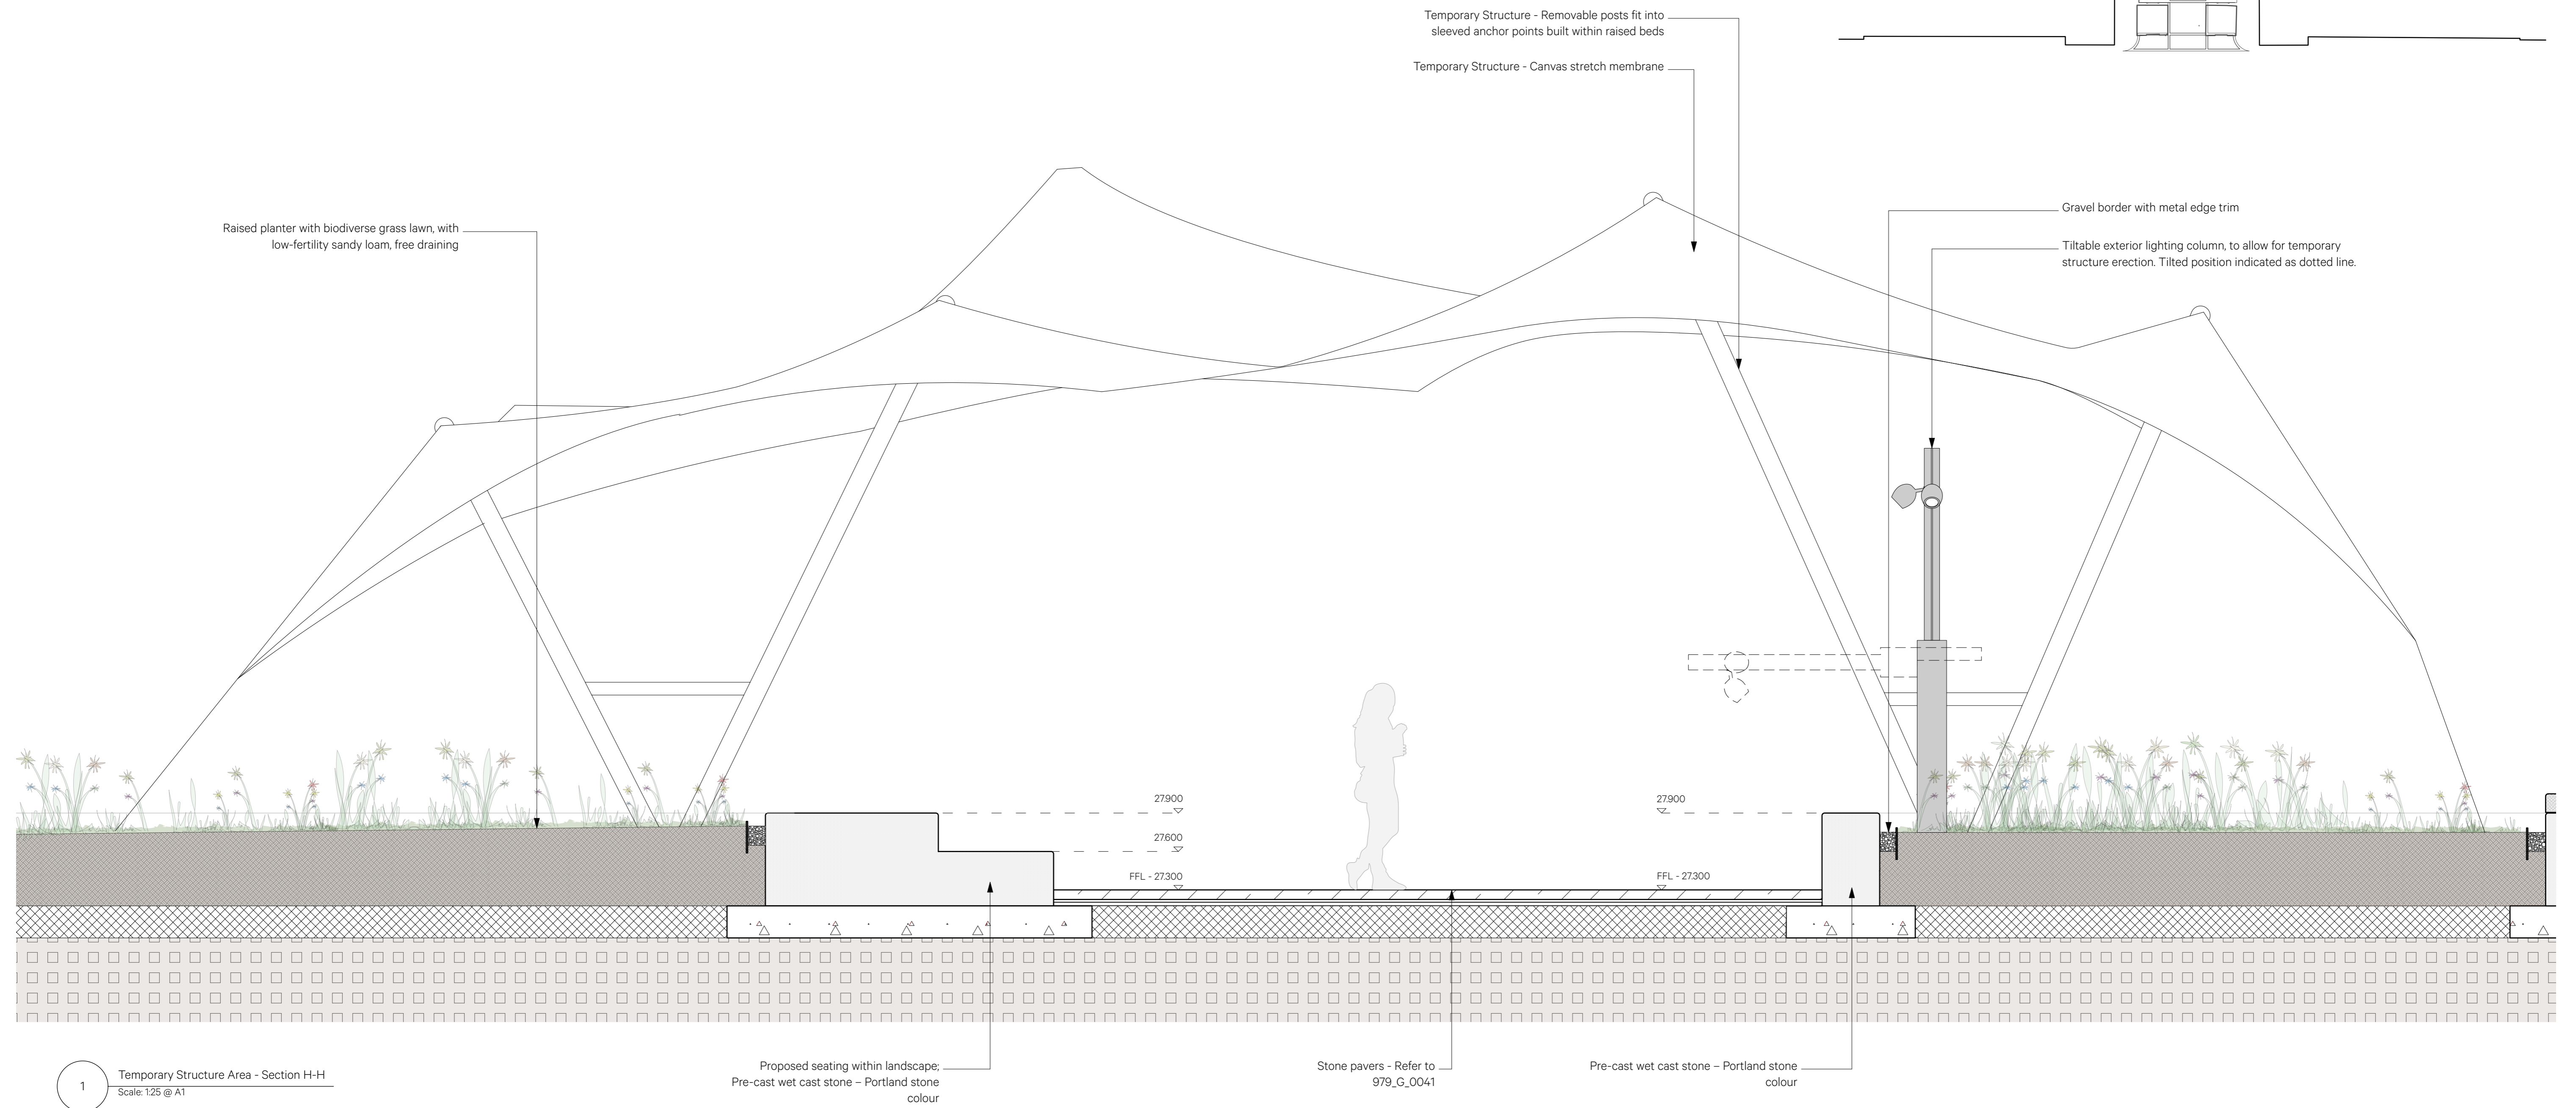 Temporary Structure - Removable posts fit into
sleeved anchor points built within raised beds
Temporary Structure - Canvas stretch membrane
Raised planter with biodiverse grass lawn, with
low-fertility sandy loam, free draining
Gravel border with metal edge trim
Tiltable exterior lighting column, to allow for temporary
structure erection. Tilted position indicated as dotted line.
27.900
27.600
FFL - 27.300
27.900
FFL - 27.300
Proposed seating within landscape;
Pre-cast wet cast stone – Portland stone
colour
Stone pavers - Refer to
979_G_0041
Pre-cast wet cast stone – Portland stone
colour
1
Temporary Structure Area - Section H-H
Scale: 1:25 @ A1